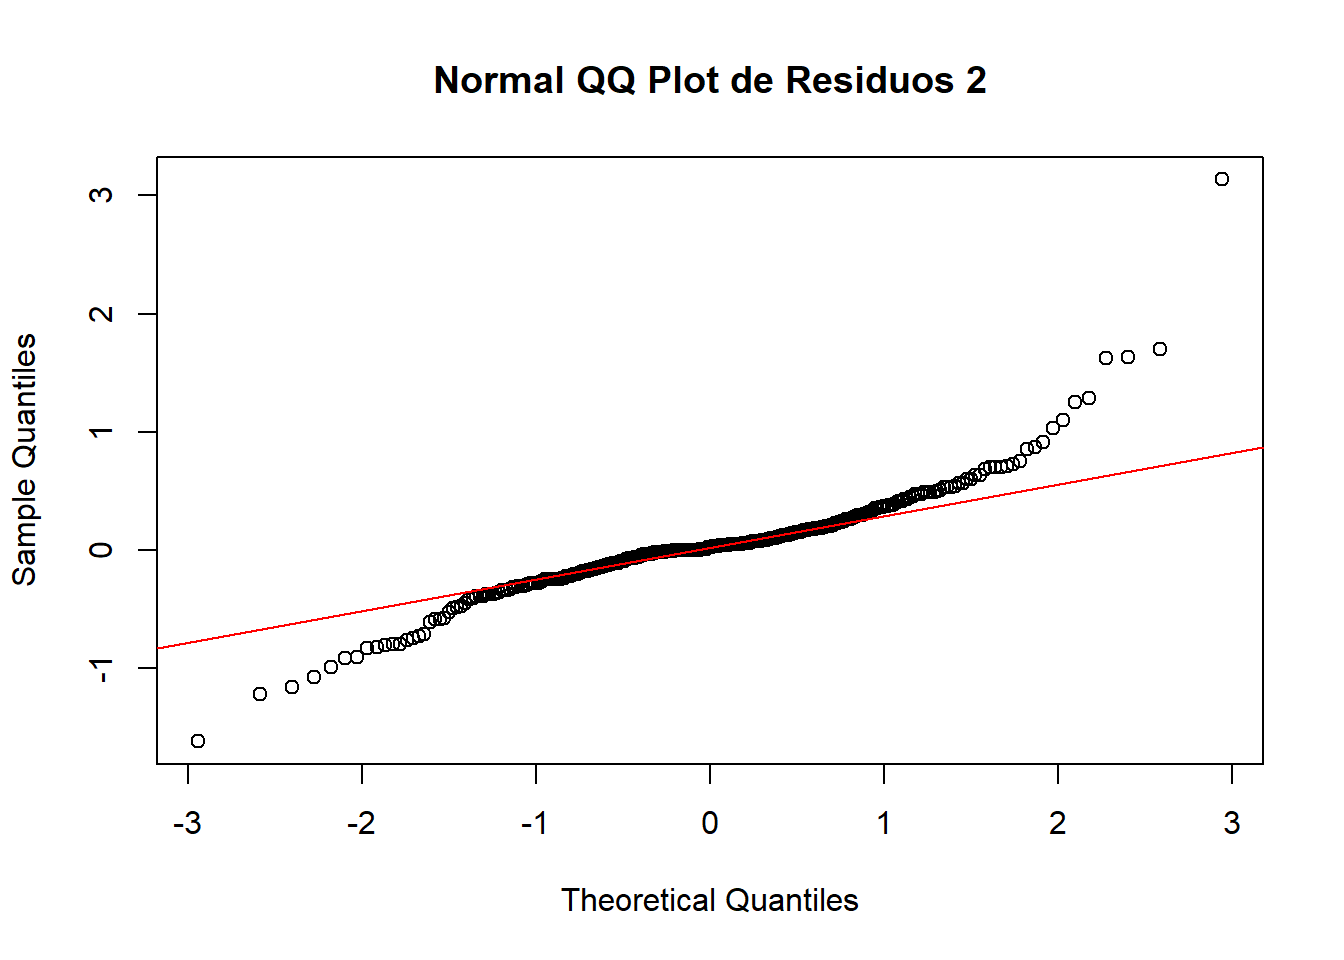 Normal QQ Plot de Residuos 2
Sample Quantiles
3
2
1
0
-1
-3 -2 -1 0 1 2 3
Theoretical Quantiles